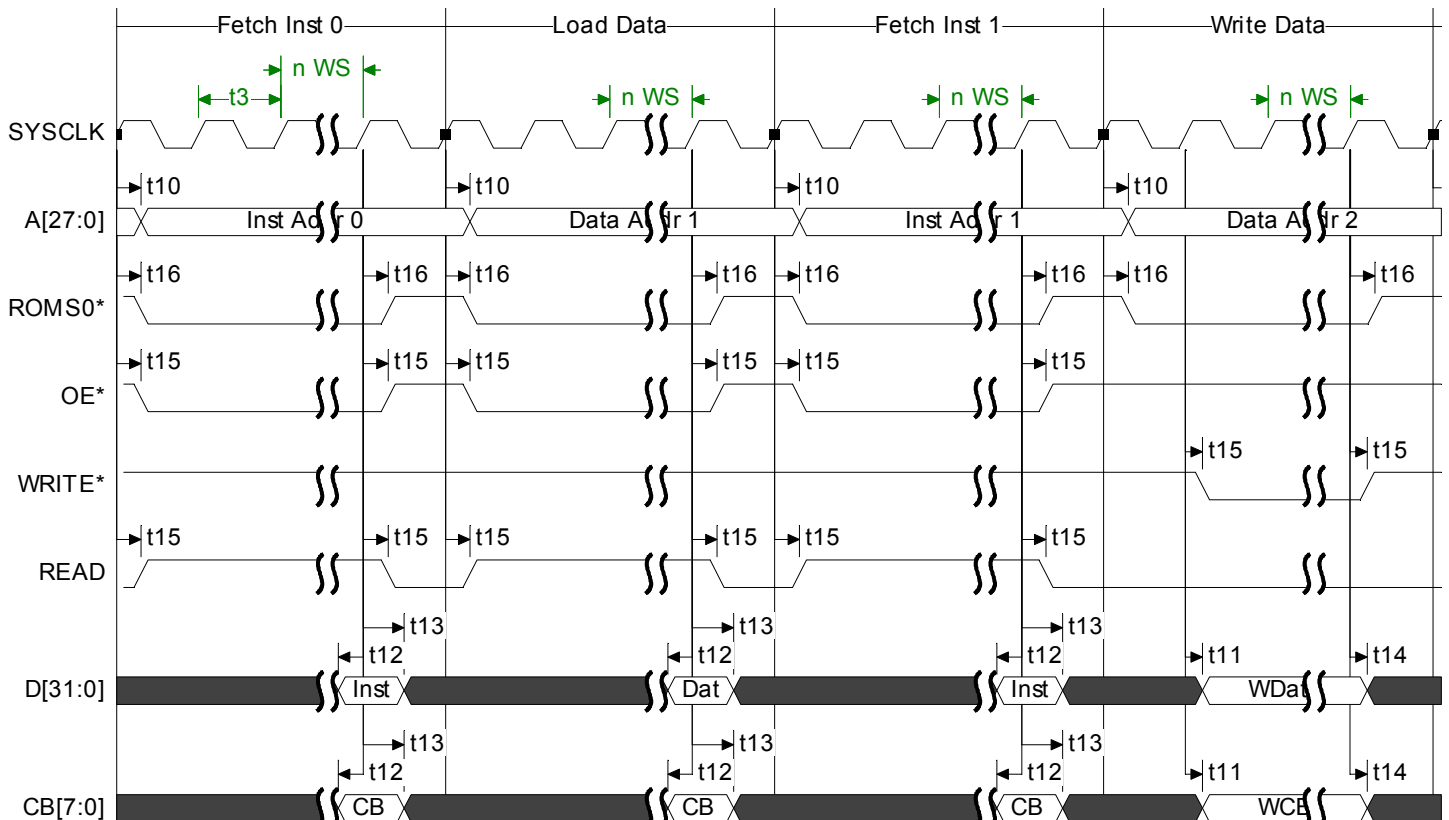 Fetch Inst 0 Load Data Fetch Inst 1 Write Data
n WS
t3 n WS n WS n WS
SYSCLK
t10 t10 t10 t10
A[27:0] Inst Addr 0 Data Addr 1 Inst Addr 1 Data Addr 2
t16 t16 t16 t16 t16 t16 t16 t16
ROMS0*
t15 t15 t15 t15 t15 t15
OE*
t15 t15
WRITE*
t15 t15 t15 t15 t15 t15
READ
t13 t13 t13
t12 t12 t12 t11 t14
D[31:0] Inst Dat Inst WDat
t13 t13 t13
t12 t12 t12 t11 t14
CB[7:0] CB CB CB WCB